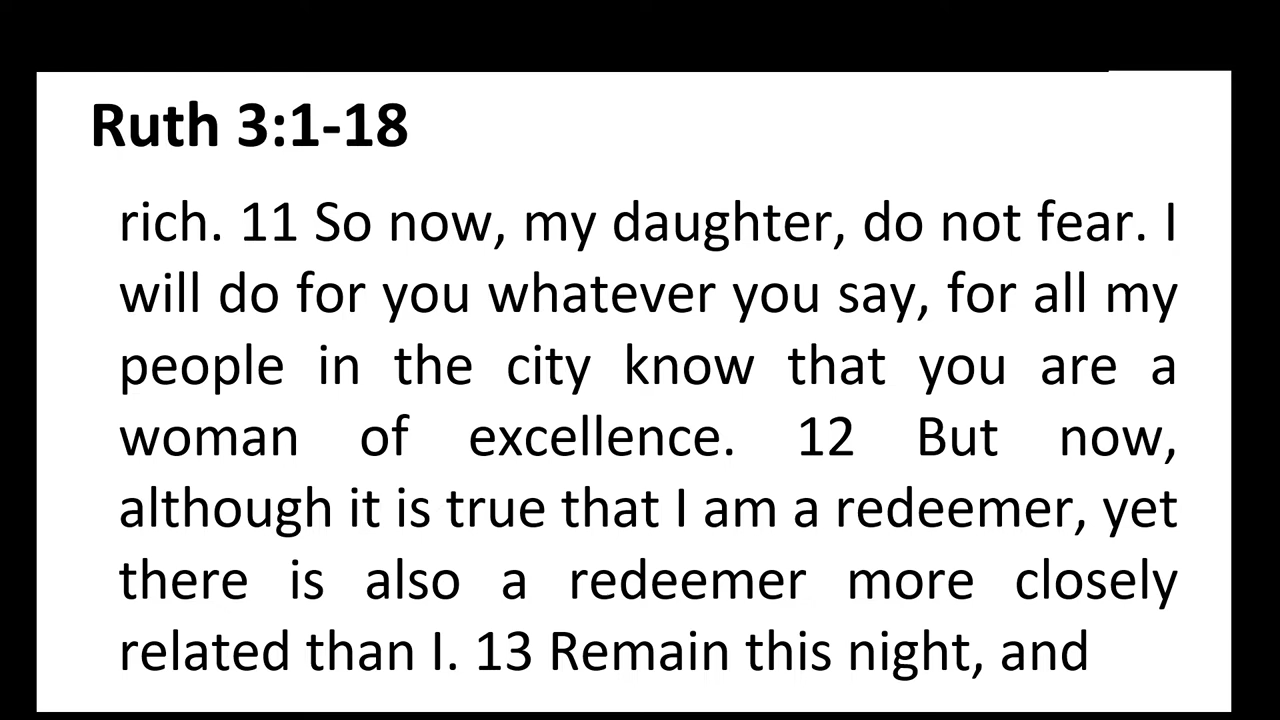 Ruth 3:1-18
rich. 11 So now, my daughter, do not fear. I
will do for you whatever you say, for all my
people in the city know that you are a
woman of excellence. 12 But now,
although it is true that I am a redeemer, yet
there is also a redeemer more closely
related than I. 13 Remain this night, and